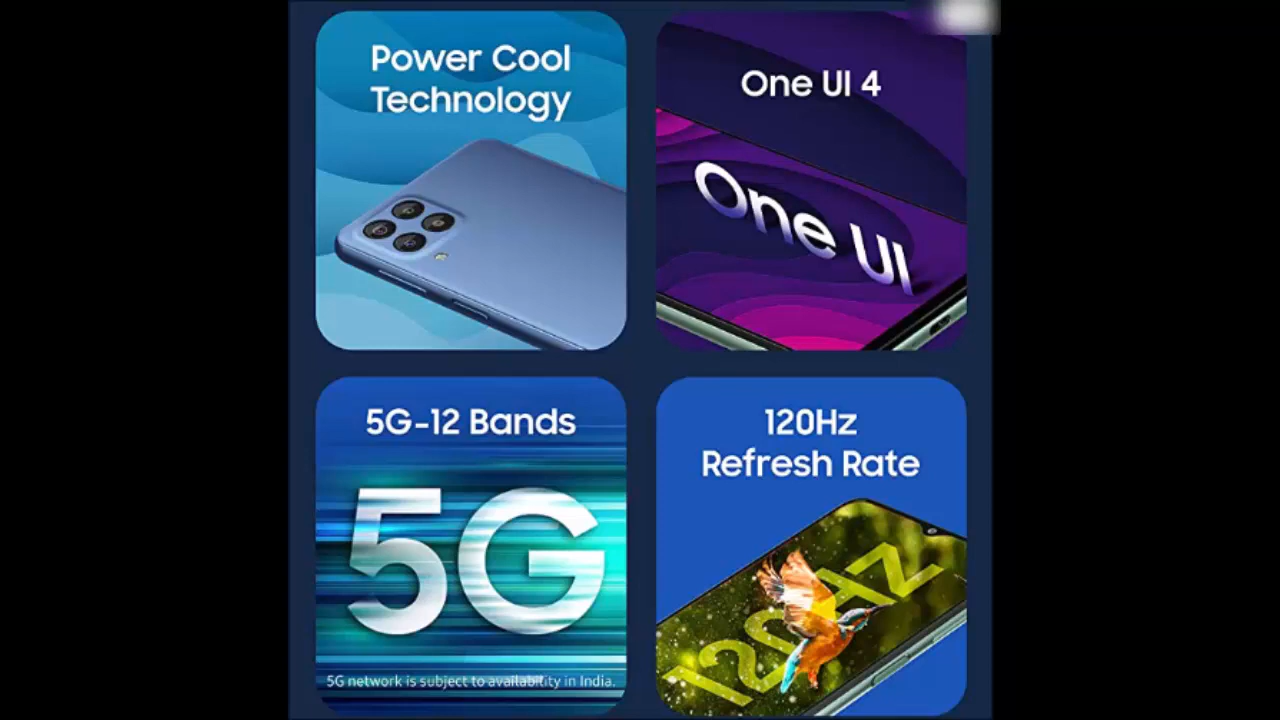 Power Cool
Technology
One UI 4
One UI
5G-12 Bands
5G
5G network is subject to availability in India.
120Hz
Refresh Rate
120Hz